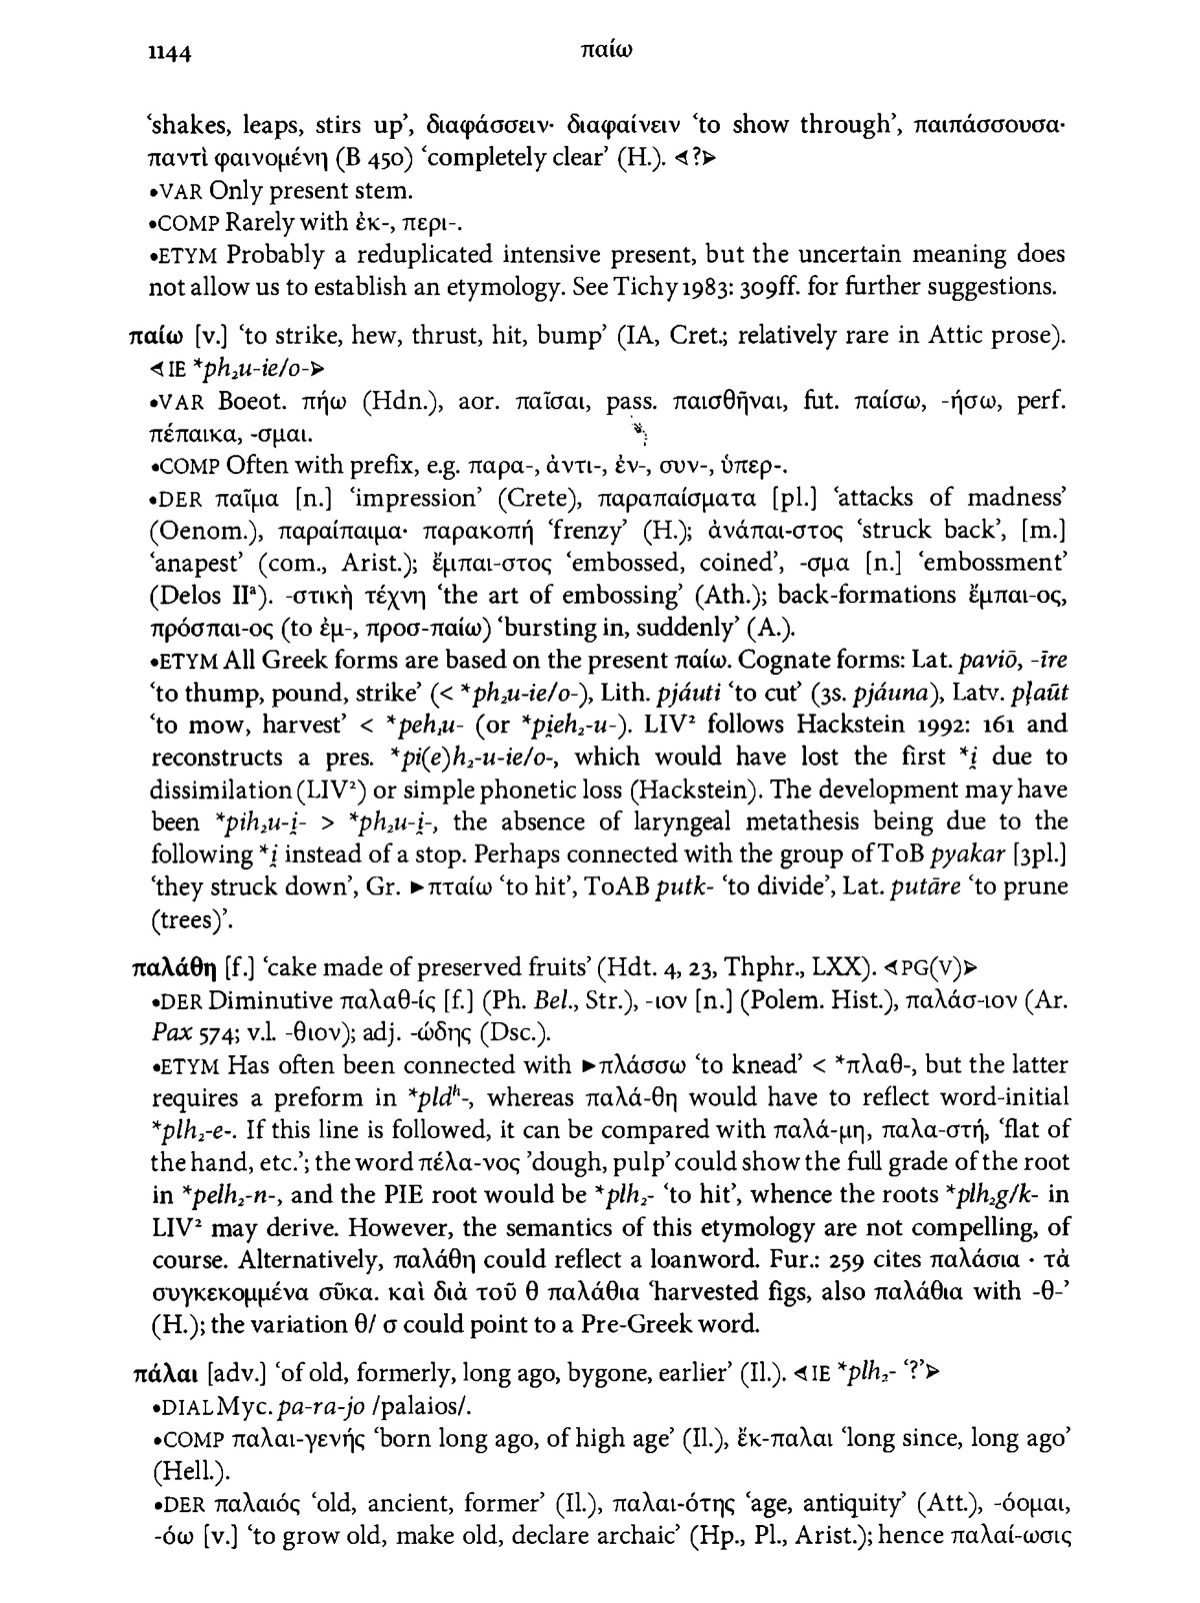 1144 παίω
‘shakes, leaps, stirs up’, διαφάσσειν· διαφαίνειν ‘to show through’, παιπάσσουσα·
παντὶ φαινομένη (B 450) ‘completely clear’ (H.). ⋖?⋗
•VAR Only present stem.
•COMP Rarely with ἐκ-, περι-.
•ETYM Probably a reduplicated intensive present, but the uncertain meaning does
not allow us to establish an etymology. See Tichy 1983: 309ff. for further suggestions.
παίω [v.] ‘to strike, hew, thrust, hit, bump’ (IA, Cret.; relatively rare in Attic prose).
⋖IE *ph₂u-ie/o-⋗
•VAR Boeot. πήω (Hdn.), aor. παῖσαι, pass. παισθῆναι, fut. παίσω, -ήσω, perf.
πέπαικα, -σμαι.
•COMP Often with prefix, e.g. παρα-, ἀντι-, ἐν-, συν-, ὑπερ-.
•DER παῖμα [n.] ‘impression’ (Crete), παραπαίσματα [pl.] ‘attacks of madness’
(Oenom.), παραίπαιμα· παρακοπή ‘frenzy’ (H.); ἀνάπαι-στος ‘struck back’, [m.]
‘anapest’ (com., Arist.); ἔμπαι-στος ‘embossed, coined’, -σμα [n.] ‘embossment’
(Delos IIᵃ). -στικὴ τέχνη ‘the art of embossing’ (Ath.); back-formations ἔμπαι-ος,
πρόσπαι-ος (to ἐμ-, προσ-παίω) ‘bursting in, suddenly’ (A.).
•ETYM All Greek forms are based on the present παίω. Cognate forms: Lat. paviō, -īre
‘to thump, pound, strike’ (< *ph₂u-ie/o-), Lith. pjáuti ‘to cut’ (3s. pjáuna), Latv. pļaũt
‘to mow, harvest’ < *peh₂u- (or *pi̯eh₂-u-). LIV² follows Hackstein 1992: 161 and
reconstructs a pres. *pi(e)h₂-u-ie/o-, which would have lost the first *i̯ due to
dissimilation (LIV²) or simple phonetic loss (Hackstein). The development may have
been *pih₂u-i̯- > *ph₂u-i̯-, the absence of laryngeal metathesis being due to the
following *i̯ instead of a stop. Perhaps connected with the group of ToB pyakar [3pl.]
‘they struck down’, Gr. ►πταίω ‘to hit’, ToAB putk- ‘to divide’, Lat. putāre ‘to prune
(trees)’.
παλάθη [f.] ‘cake made of preserved fruits’ (Hdt. 4, 23, Thphr., LXX). ⋖PG(V)⋗
•DER Diminutive παλαθ-ίς [f.] (Ph. Bel., Str.), -ιον [n.] (Polem. Hist.), παλάσ-ιον (Ar.
Pax 574; v.l. -θιον); adj. -ώδης (Dsc.).
•ETYM Has often been connected with ►πλάσσω ‘to knead’ < *πλαθ-, but the latter
requires a preform in *pldʰ-, whereas παλά-θη would have to reflect word-initial
*plh₂-e-. If this line is followed, it can be compared with παλά-μη, παλα-στή, ‘flat of
the hand, etc.’; the word πέλα-νος ’dough, pulp’ could show the full grade of the root
in *pelh₂-n-, and the PIE root would be *plh₂- ‘to hit’, whence the roots *plh₂g/k- in
LIV² may derive. However, the semantics of this etymology are not compelling, of
course. Alternatively, παλάθη could reflect a loanword. Fur.: 259 cites παλάσια · τὰ
συγκεκομμένα σῦκα. καὶ διὰ τοῦ θ παλάθια ‘harvested figs, also παλάθια with -θ-’
(H.); the variation θ/ σ could point to a Pre-Greek word.
πάλαι [adv.] ‘of old, formerly, long ago, bygone, earlier’ (Il.). ⋖IE *plh₂- ‘?’⋗
•DIAL Myc. pa-ra-jo /palaios/.
•COMP παλαι-γενής ‘born long ago, of high age’ (Il.), ἔκ-παλαι ‘long since, long ago’
(Hell.).
•DER παλαιός ‘old, ancient, former’ (Il.), παλαι-ότης ‘age, antiquity’ (Att.), -όομαι,
-όω [v.] ‘to grow old, make old, declare archaic’ (Hp., Pl., Arist.); hence παλαί-ωσις